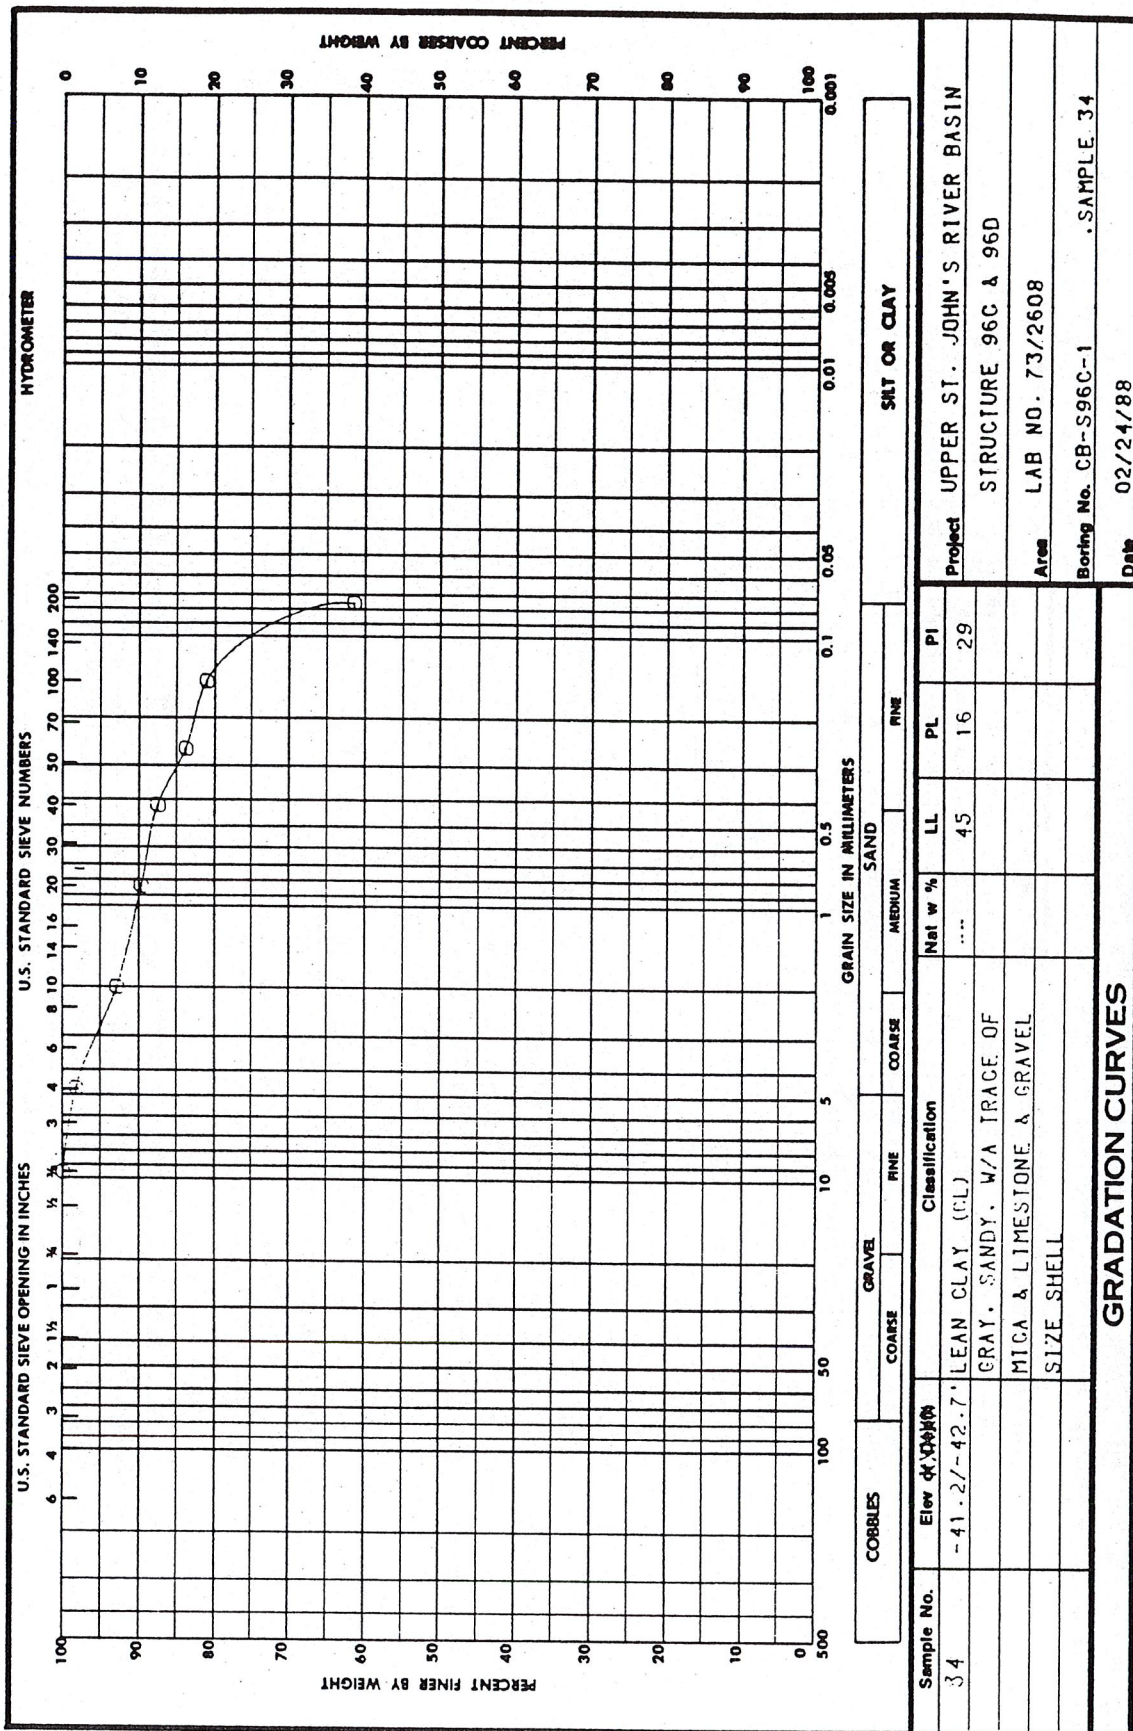 U.S. STANDARD SIEVE OPENING IN INCHES
U.S. STANDARD SIEVE NUMBERS
HYDROMETER
6 4 3 2 1½ 1 ¾ ½ ⅜ 3 4 6 8 10 14 16 20 30 40 50 70 100 140 200
PERCENT FINER BY WEIGHT
100
90
80
70
60
50
40
30
20
10
0
PERCENT COARSER BY WEIGHT
0
10
20
30
40
50
60
70
80
90
100
500 100 50 10 5 1 0.5 0.1 0.05 0.01 0.005 0.001
GRAIN SIZE IN MILLIMETERS
COBBLES GRAVEL SAND SILT OR CLAY
COARSE FINE COARSE MEDIUM FINE
Sample No. Elev or Depth Classification Nat w % LL PL PI
34 -41.2/-42.7' LEAN CLAY (CL) ---- 45 16 29
GRAY, SANDY, W/A TRACE OF
MICA & LIMESTONE & GRAVEL
SIZE SHELL
Project UPPER ST. JOHN'S RIVER BASIN
STRUCTURE 96C & 96D
Area LAB NO. 73/2608
Boring No. CB-S96C-1 .SAMPLE 34
Date 02/24/88
GRADATION CURVES